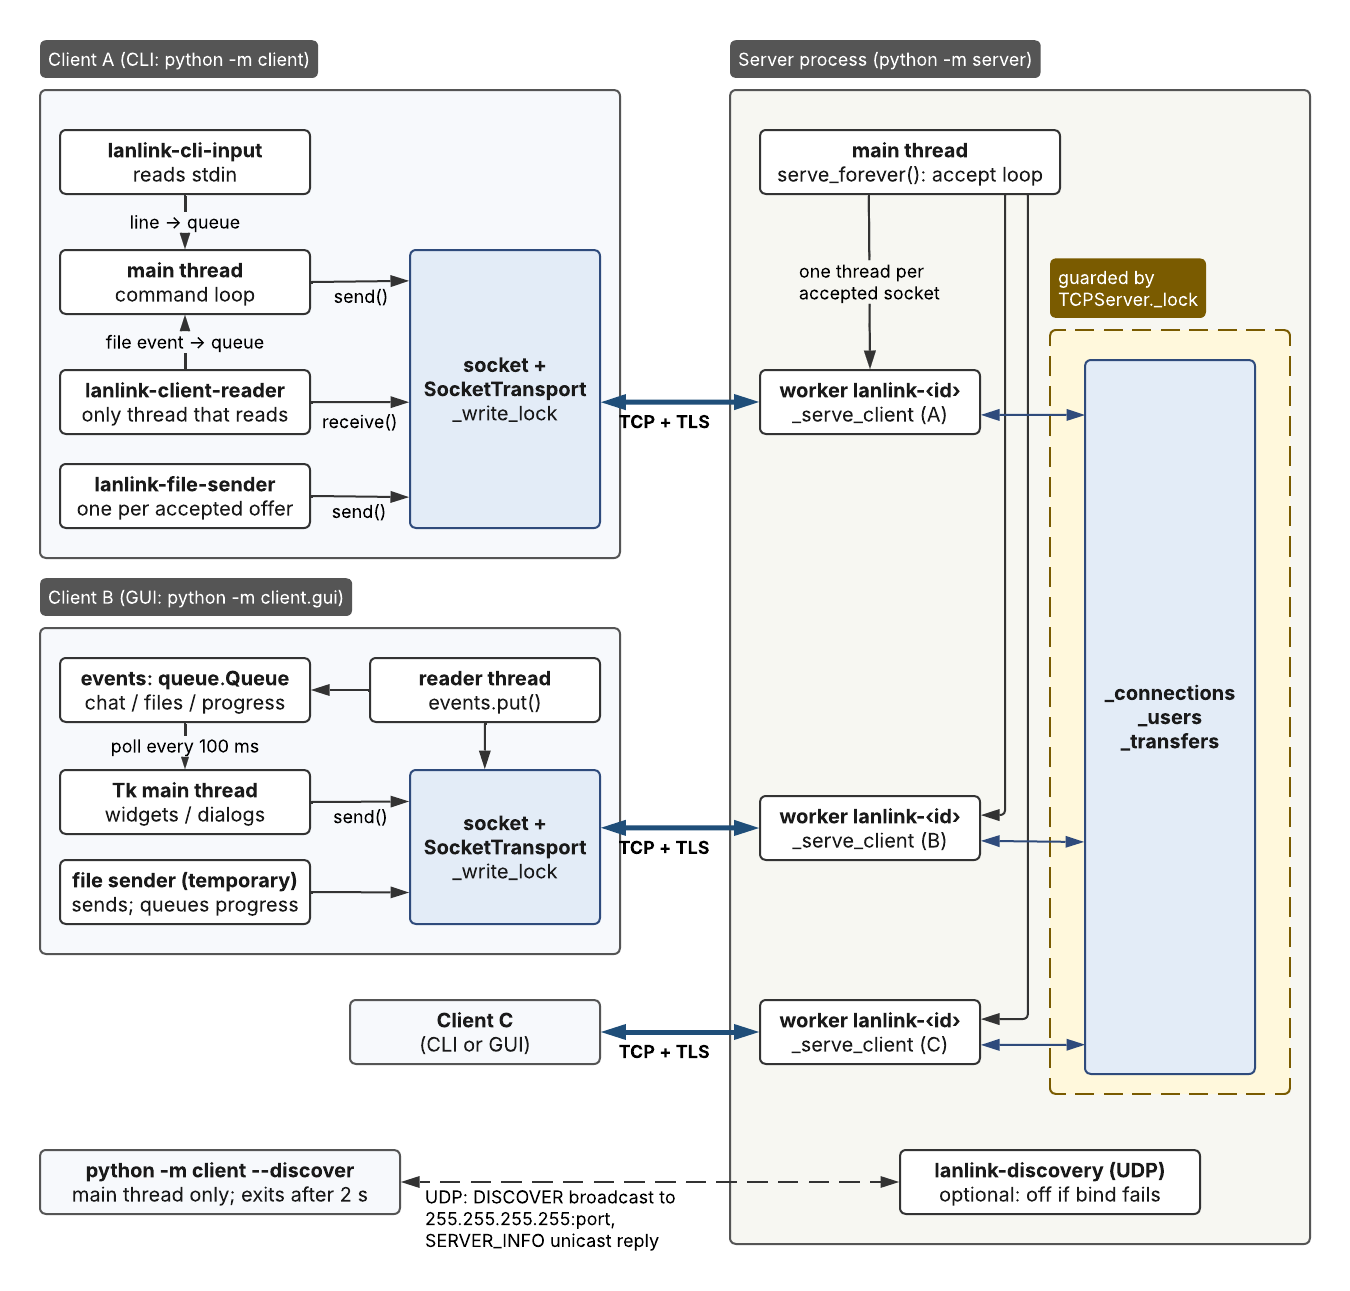 Client A (CLI: python -m client)
lanlink-cli-input
reads stdin
line → queue
main thread
command loop
send()
file event → queue
lanlink-client-reader
only thread that reads
receive()
lanlink-file-sender
one per accepted offer
send()
socket +
SocketTransport
_write_lock
TCP + TLS
Client B (GUI: python -m client.gui)
events: queue.Queue
chat / files / progress
reader thread
events.put()
poll every 100 ms
Tk main thread
widgets / dialogs
send()
file sender (temporary)
sends; queues progress
socket +
SocketTransport
_write_lock
TCP + TLS
Client C
(CLI or GUI)
TCP + TLS
python -m client --discover
main thread only; exits after 2 s
UDP: DISCOVER broadcast to
255.255.255.255:port,
SERVER_INFO unicast reply
Server process (python -m server)
main thread
serve_forever(): accept loop
one thread per
accepted socket
guarded by
TCPServer._lock
worker lanlink-‹id›
_serve_client (A)
_connections
_users
_transfers
worker lanlink-‹id›
_serve_client (B)
worker lanlink-‹id›
_serve_client (C)
lanlink-discovery (UDP)
optional: off if bind fails